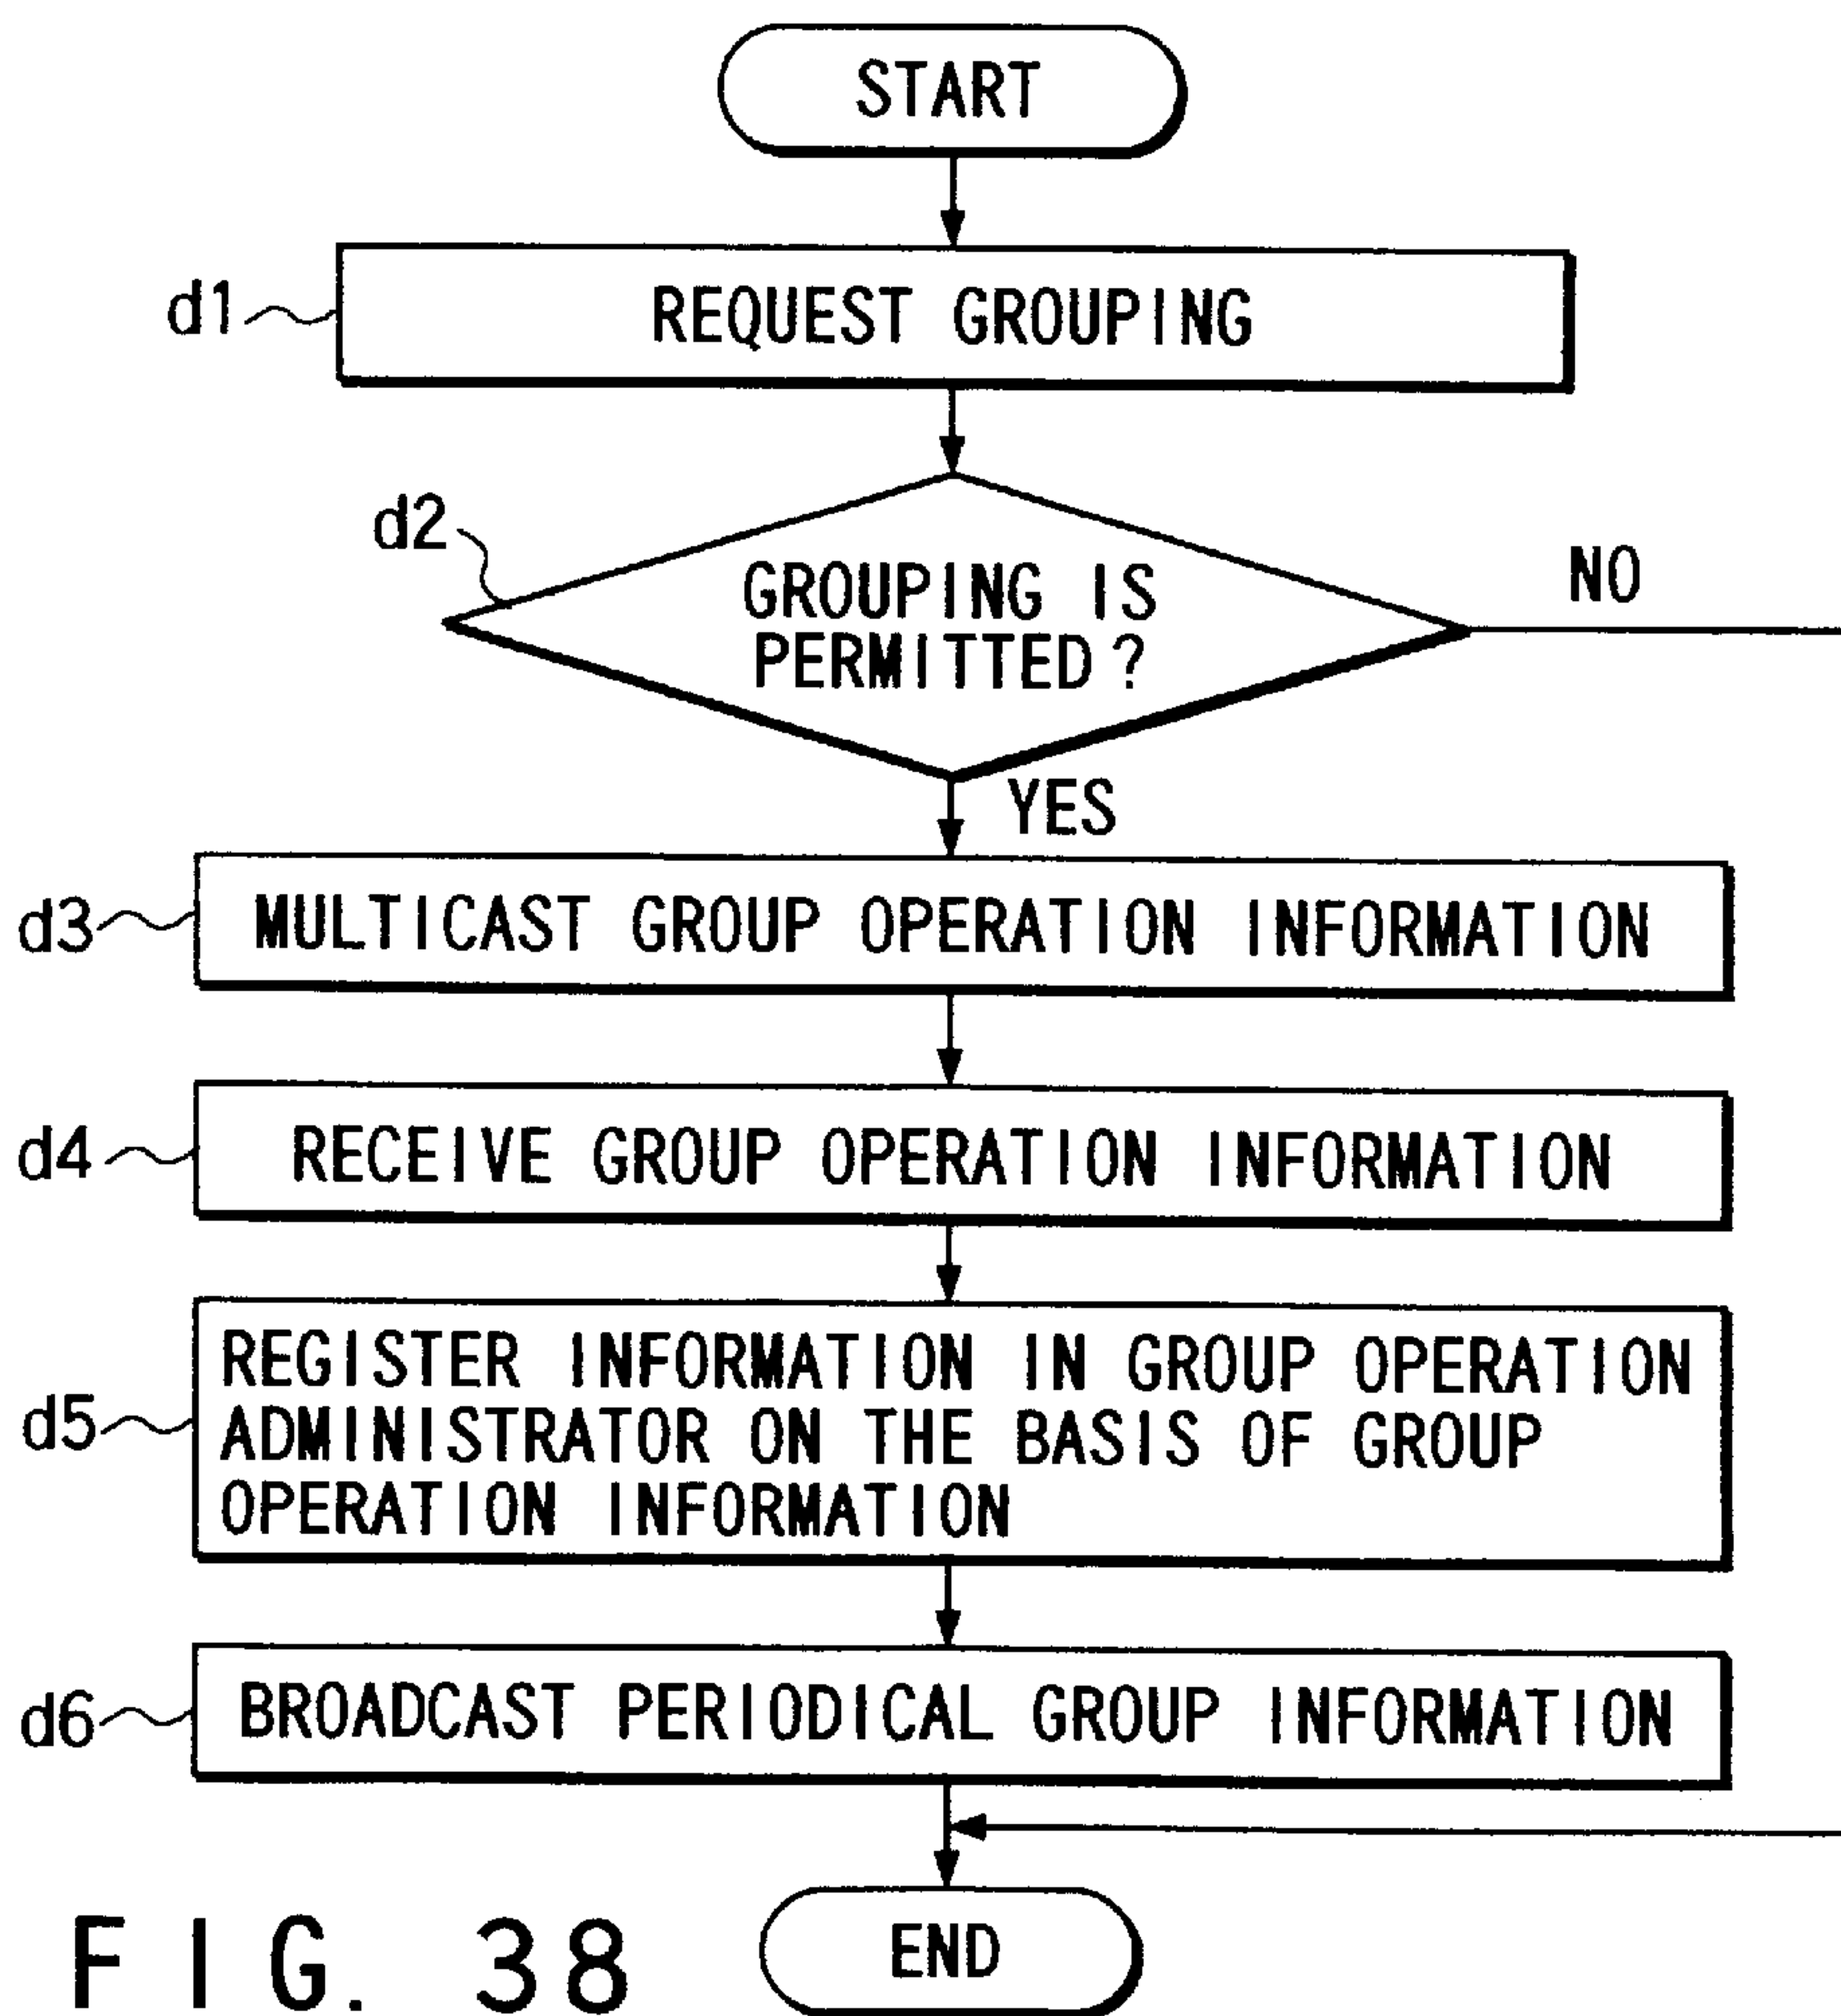 START
d1
REQUEST GROUPING
d2
GROUPING IS
PERMITTED?
NO
YES
d3
MULTICAST GROUP OPERATION INFORMATION
d4
RECEIVE GROUP OPERATION INFORMATION
d5
REGISTER INFORMATION IN GROUP OPERATION
ADMINISTRATOR ON THE BASIS OF GROUP
OPERATION INFORMATION
d6
BROADCAST PERIODICAL GROUP INFORMATION
END
FIG. 38